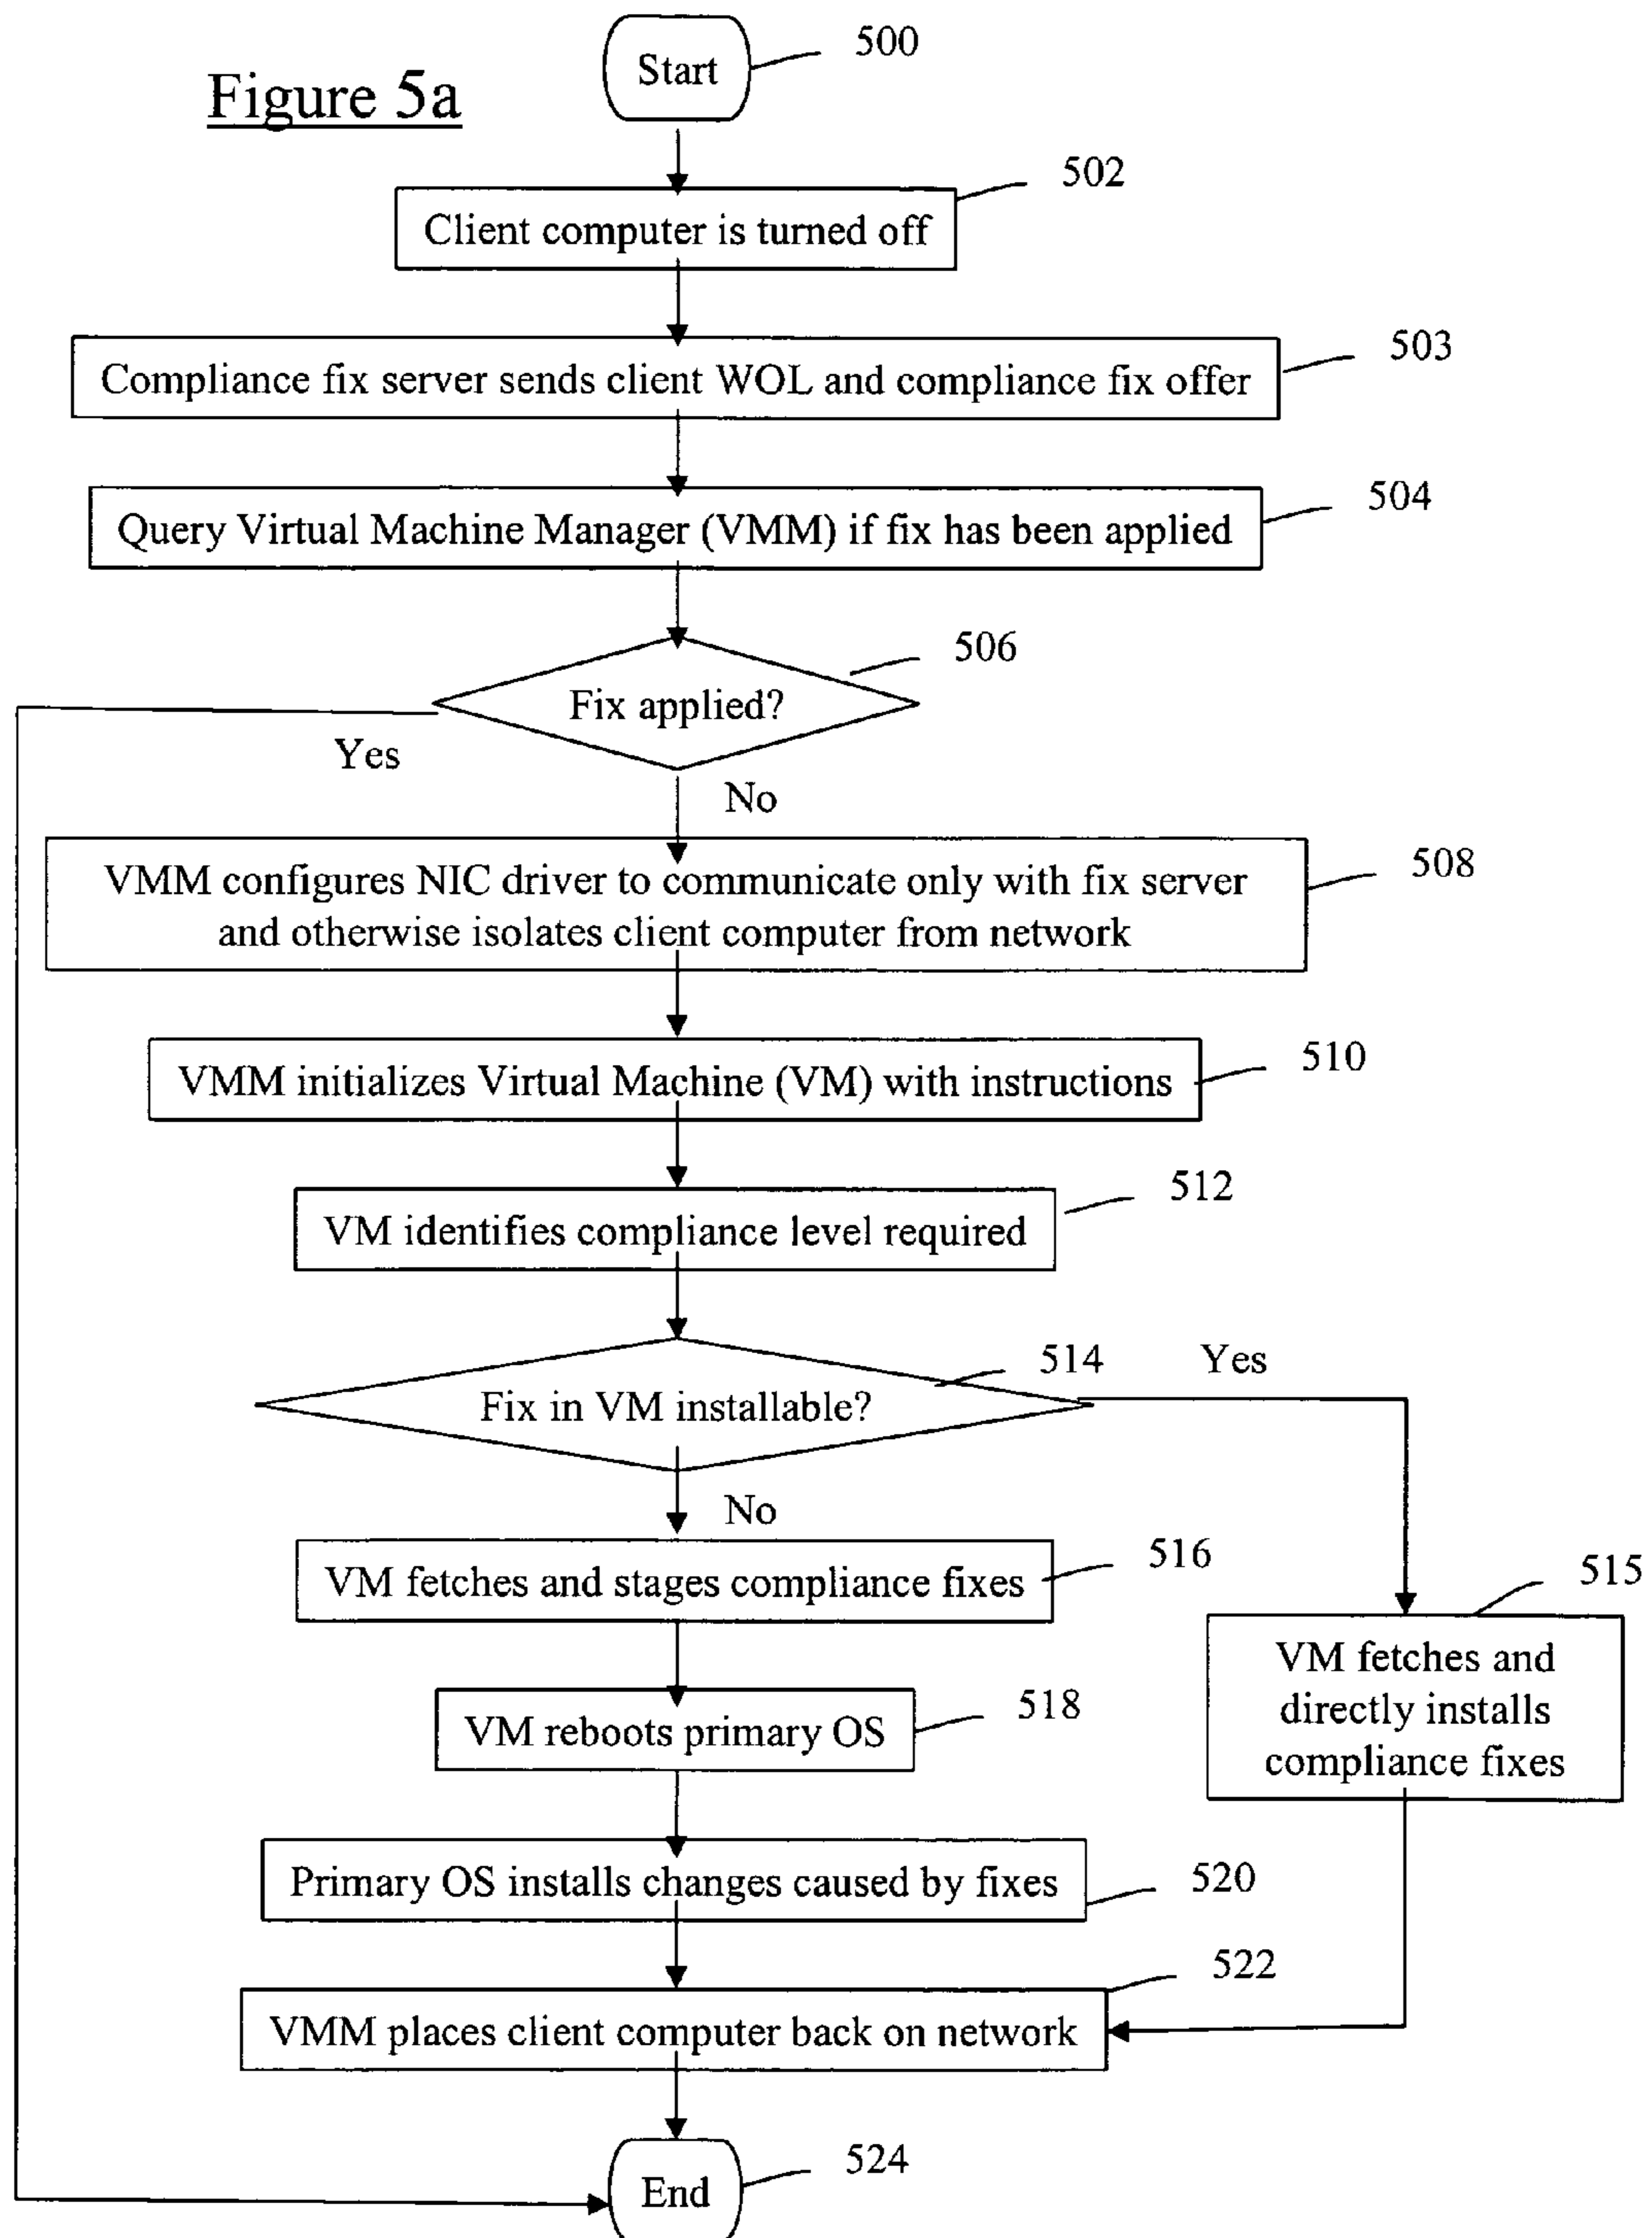 Figure 5a
Start
500
502
Client computer is turned off
503
Compliance fix server sends client WOL and compliance fix offer
504
Query Virtual Machine Manager (VMM) if fix has been applied
506
Fix applied?
Yes
No
508
VMM configures NIC driver to communicate only with fix server
and otherwise isolates client computer from network
510
VMM initializes Virtual Machine (VM) with instructions
512
VM identifies compliance level required
514
Yes
Fix in VM installable?
No
516
VM fetches and stages compliance fixes
515
VM fetches and
directly installs
compliance fixes
518
VM reboots primary OS
520
Primary OS installs changes caused by fixes
522
VMM places client computer back on network
524
End